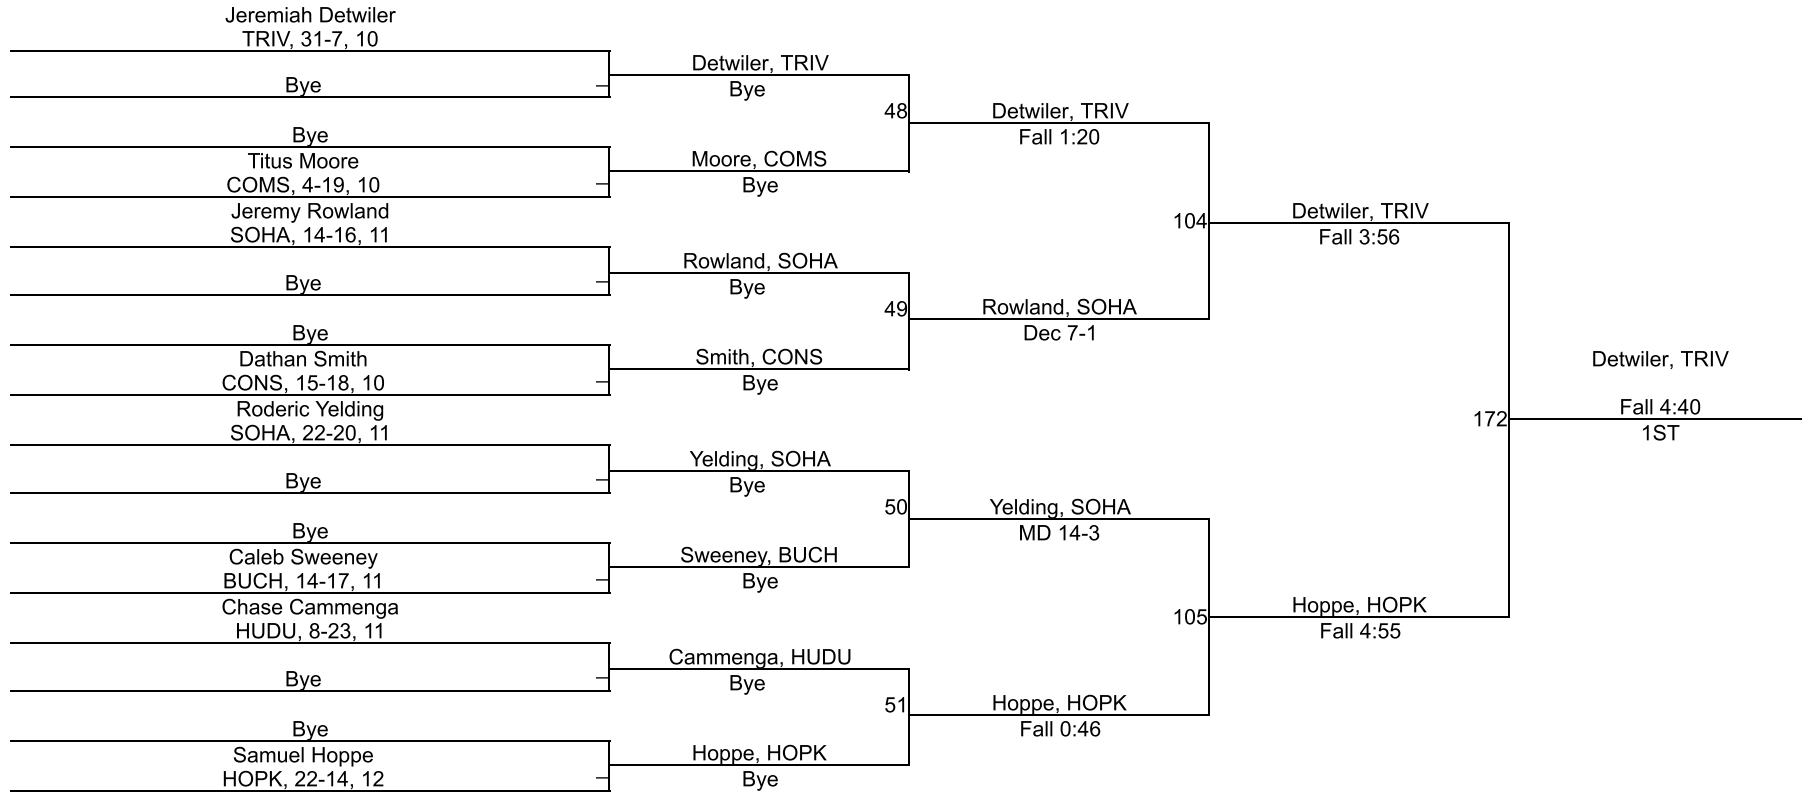 Jeremiah Detwiler
TRIV, 31-7, 10
Bye
Bye
Titus Moore
COMS, 4-19, 10
Jeremy Rowland
SOHA, 14-16, 11
Bye
Bye
Dathan Smith
CONS, 15-18, 10
Roderic Yelding
SOHA, 22-20, 11
Bye
Bye
Caleb Sweeney
BUCH, 14-17, 11
Chase Cammenga
HUDU, 8-23, 11
Bye
Bye
Samuel Hoppe
HOPK, 22-14, 12
Detwiler, TRIV
Bye
48
Moore, COMS
Bye
Rowland, SOHA
Bye
49
Smith, CONS
Bye
Yelding, SOHA
Bye
50
Sweeney, BUCH
Bye
Cammenga, HUDU
Bye
51
Hoppe, HOPK
Bye
Detwiler, TRIV
Fall 1:20
104
Rowland, SOHA
Dec 7-1
Yelding, SOHA
MD 14-3
105
Hoppe, HOPK
Fall 0:46
Detwiler, TRIV
Fall 3:56
172
Hoppe, HOPK
Fall 4:55
Detwiler, TRIV
Fall 4:40
1ST